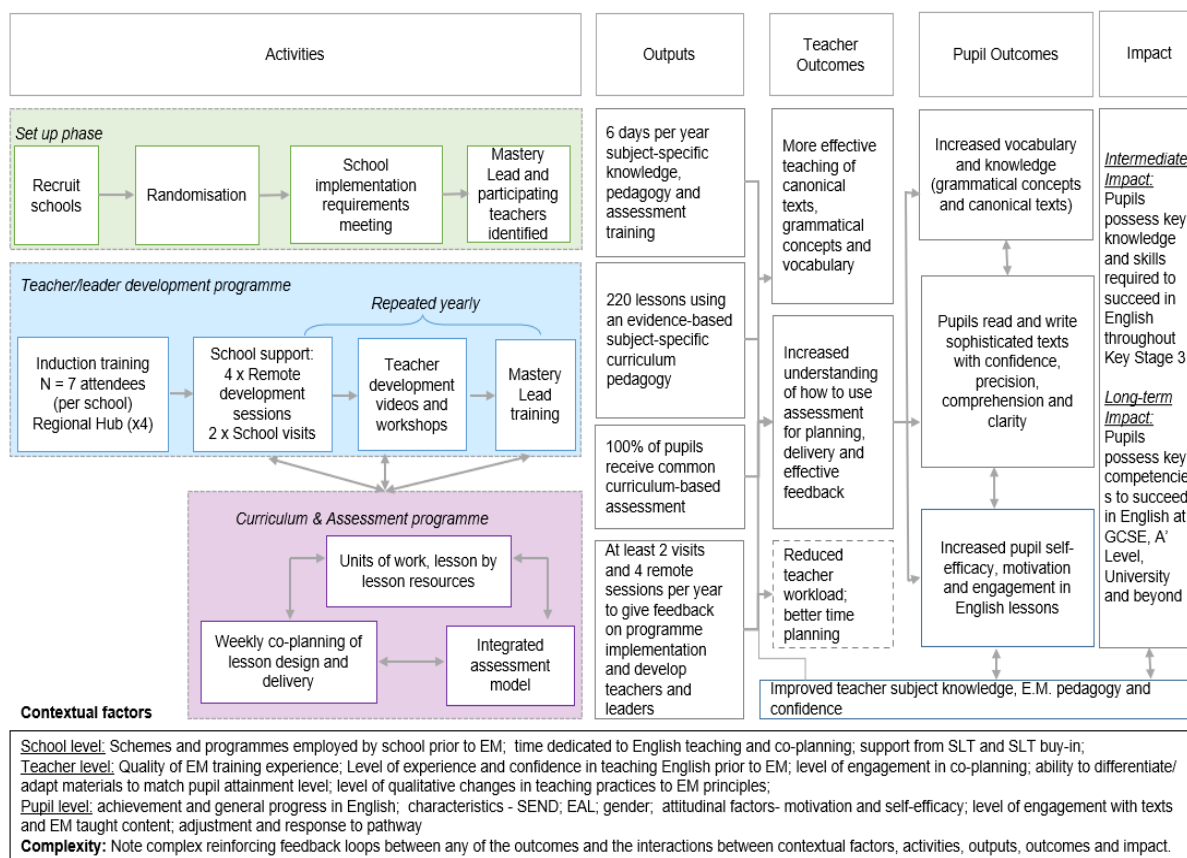 Activities
Outputs
Teacher
Outcomes
Pupil Outcomes
Impact
Set up phase
Recruit
schools
Randomisation
School
implementation
requirements
meeting
Mastery
Lead and
participating
teachers
identified
Teacher/leader development programme
Repeated yearly
Induction training
N = 7 attendees
(per school)
Regional Hub (x4)
School support:
4 x Remote
development
sessions
2 x School visits
Teacher
development
videos and
workshops
Mastery
Lead
training
Curriculum & Assessment programme
Units of work, lesson by
lesson resources
Weekly co-planning of
lesson design and
delivery
Integrated
assessment
model
6 days per year
subject-specific
knowledge,
pedagogy and
assessment
training
220 lessons using
an evidence-based
subject-specific
curriculum
pedagogy
100% of pupils
receive common
curriculum-based
assessment
At least 2 visits
and 4 remote
sessions per year
to give feedback
on programme
implementation
and develop
teachers and
leaders
More effective
teaching of
canonical
texts,
grammatical
concepts and
vocabulary
Increased
understanding
of how to use
assessment
for planning,
delivery and
effective
feedback
Reduced
teacher
workload;
better time
planning
Increased vocabulary
and knowledge
(grammatical concepts
and canonical texts)
Pupils read and write
sophisticated texts
with confidence,
precision,
comprehension and
clarity
Increased pupil self-
efficacy, motivation
and engagement in
English lessons
Improved teacher subject knowledge, E.M. pedagogy and
confidence
Intermediate
Impact:
Pupils
possess key
knowledge
and skills
required to
succeed in
English
throughout
Key Stage 3
Long-term
Impact:
Pupils
possess key
competencie
s to succeed
in English at
GCSE, A'
Level,
University
and beyond
Contextual factors
School level: Schemes and programmes employed by school prior to EM; time dedicated to English teaching and co-planning; support from SLT and SLT buy-in;
Teacher level: Quality of EM training experience; Level of experience and confidence in teaching English prior to EM; level of engagement in co-planning; ability to differentiate/
adapt materials to match pupil attainment level; level of qualitative changes in teaching practices to EM principles;
Pupil level: achievement and general progress in English; characteristics - SEND; EAL; gender; attitudinal factors- motivation and self-efficacy; level of engagement with texts
and EM taught content; adjustment and response to pathway
Complexity: Note complex reinforcing feedback loops between any of the outcomes and the interactions between contextual factors, activities, outputs, outcomes and impact.